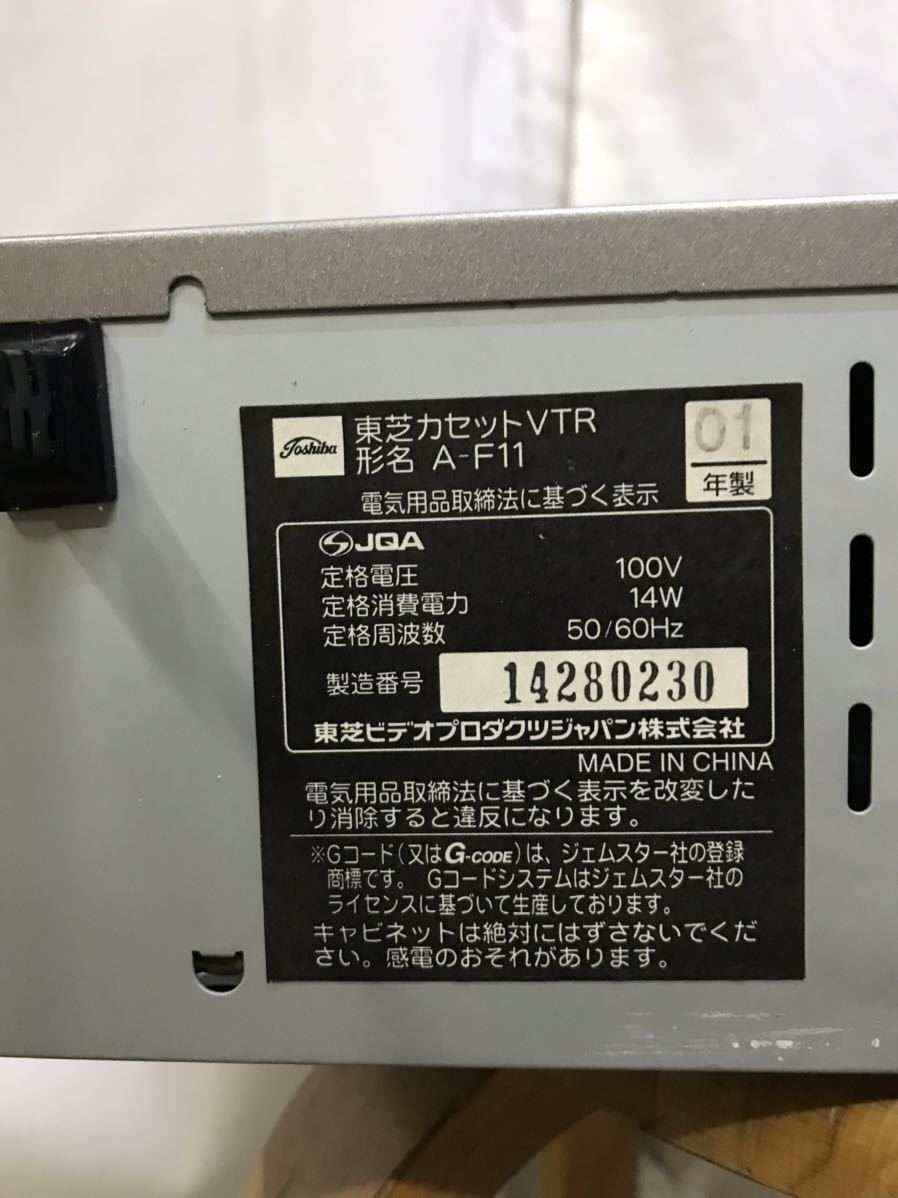 Toshiba
東芝カセットVTR
形名 A-F11
01
年製
電気用品取締法に基づく表示
JQA
定格電圧 100V
定格消費電力 14W
定格周波数 50/60Hz
製造番号 14280230
東芝ビデオプロダクツジャパン株式会社
MADE IN CHINA
電気用品取締法に基づく表示を改変した
り消除すると違反になります。
※Gコード(又はG-CODE)は、ジェムスター社の登録
商標です。 Gコードシステムはジェムスター社の
ライセンスに基づいて生産しております。
キャビネットは絶対にはずさないでくだ
さい。感電のおそれがあります。